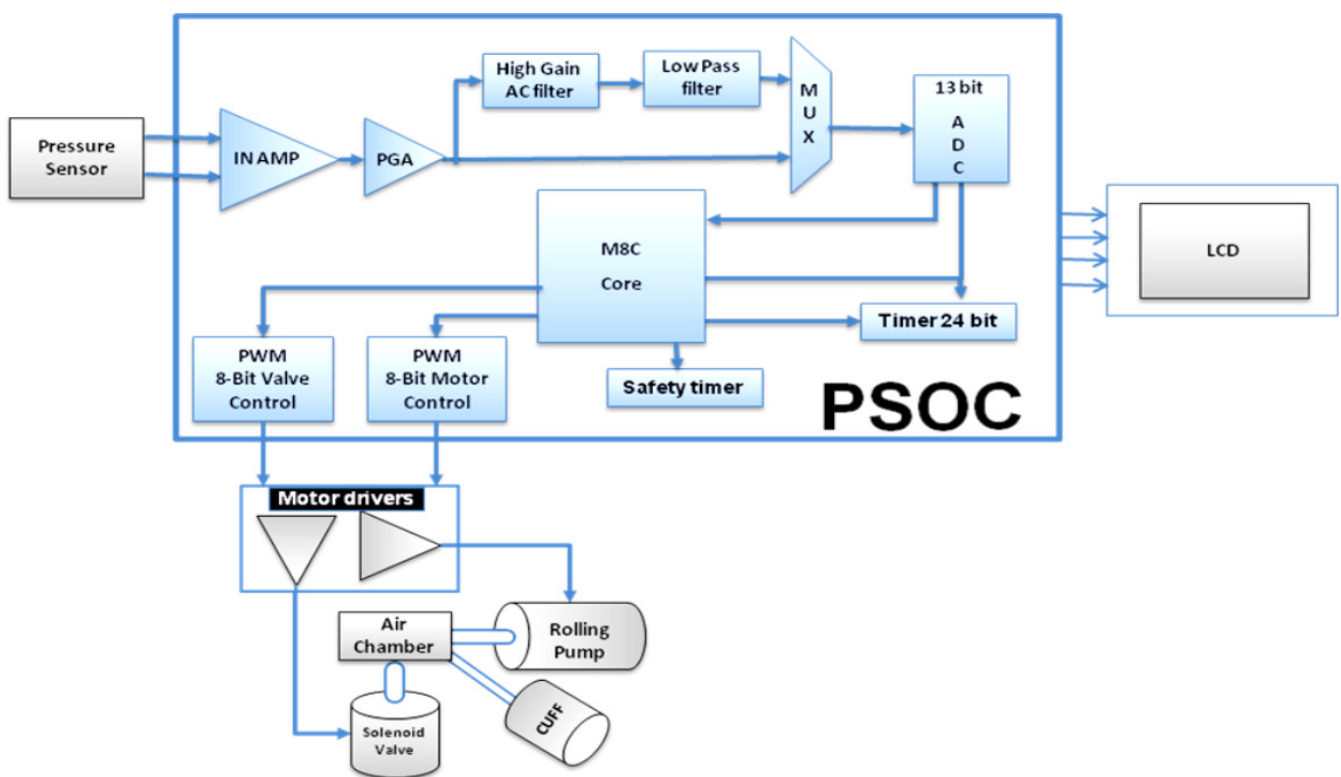 High Gain
AC filter
Low Pass
filter
M
U
X
13 bit
A
D
C
Pressure
Sensor
IN AMP
PGA
M8C
Core
LCD
Timer 24 bit
PWM
8-Bit Valve
Control
PWM
8-Bit Motor
Control
Safety timer
PSOC
Motor drivers
Air
Chamber
Rolling
Pump
CUFF
Solenoid
Valve